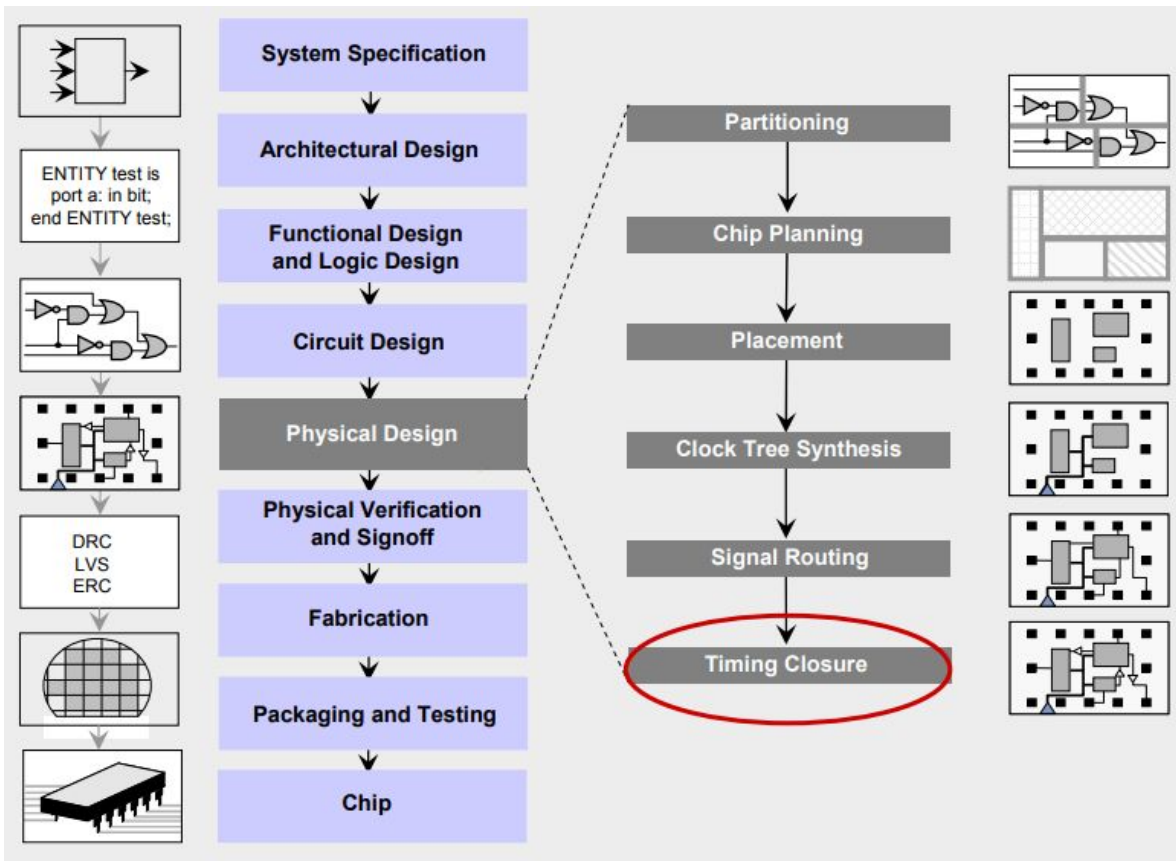 ENTITY test is
port a: in bit;
end ENTITY test;
DRC
LVS
ERC
System Specification
Architectural Design
Functional Design
and Logic Design
Circuit Design
Physical Design
Physical Verification
and Signoff
Fabrication
Packaging and Testing
Chip
Partitioning
Chip Planning
Placement
Clock Tree Synthesis
Signal Routing
Timing Closure